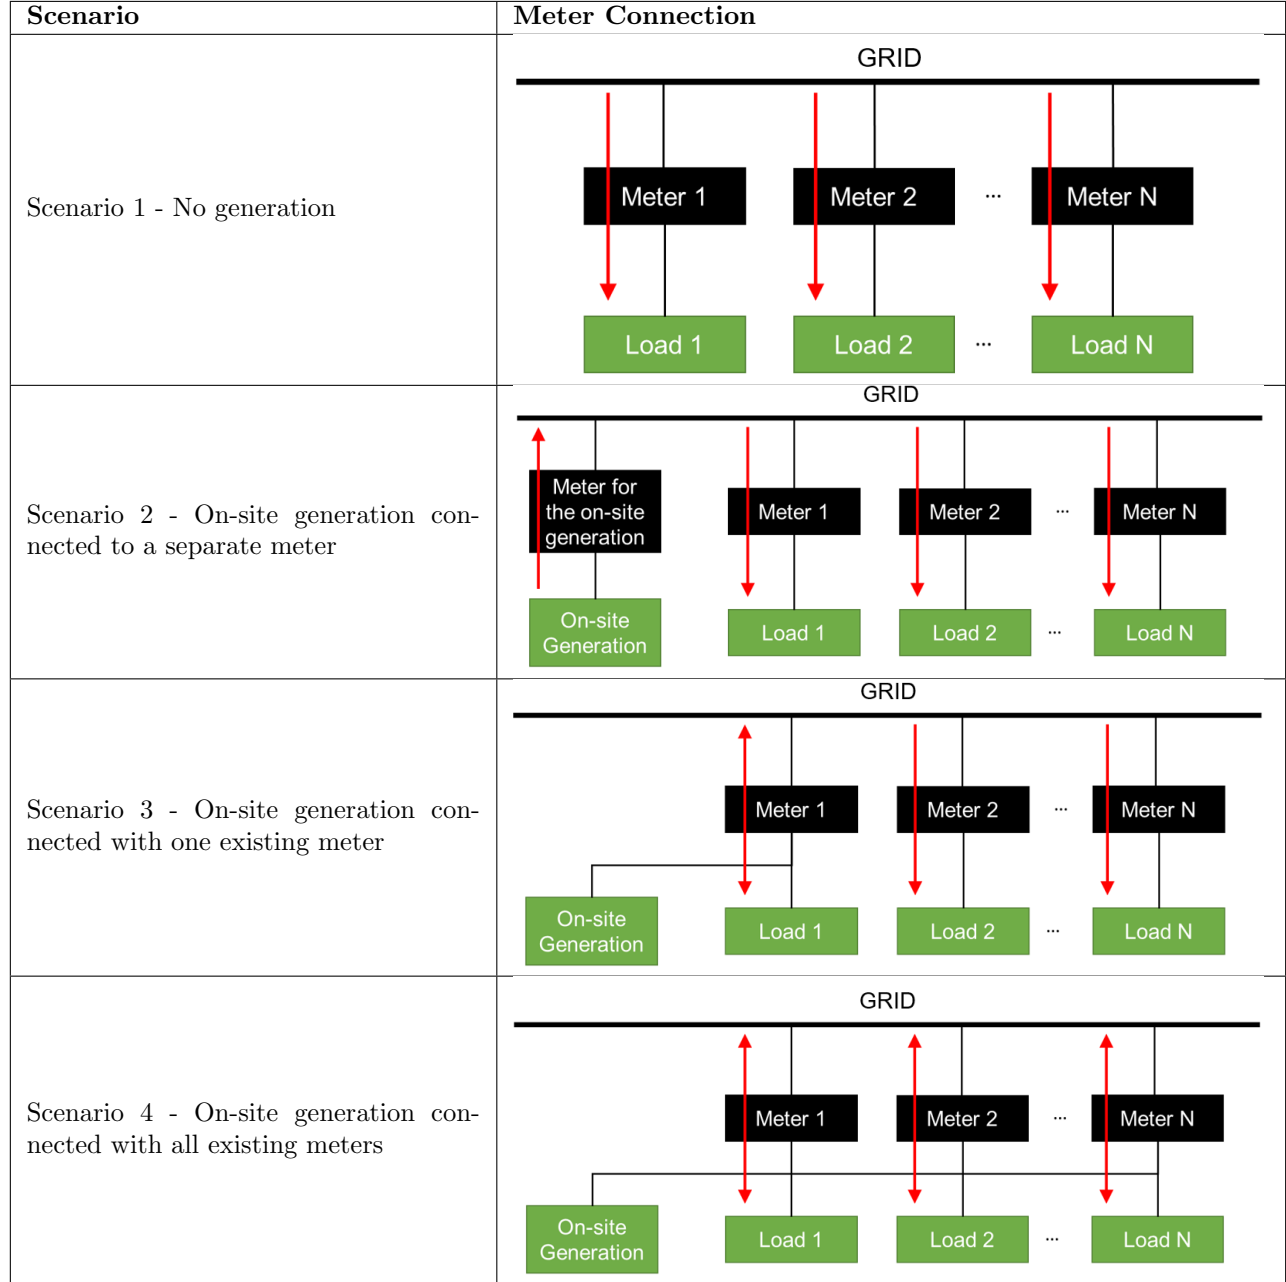 Scenario
Meter Connection
Scenario 1 - No generation
GRID
Meter 1
Meter 2
...
Meter N
Load 1
Load 2
...
Load N
Scenario 2 - On-site generation con-
nected to a separate meter
GRID
Meter for
the on-site
generation
Meter 1
Meter 2
...
Meter N
On-site
Generation
Load 1
Load 2
...
Load N
Scenario 3 - On-site generation con-
nected with one existing meter
GRID
Meter 1
Meter 2
...
Meter N
On-site
Generation
Load 1
Load 2
...
Load N
Scenario 4 - On-site generation con-
nected with all existing meters
GRID
Meter 1
Meter 2
...
Meter N
On-site
Generation
Load 1
Load 2
...
Load N